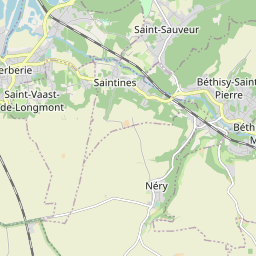 Saint-Sauveur
erberie
Saintines
Béthisy-Saint-
Pierre
Saint-Vaast-
de-Longmont
Béth
M
Néry